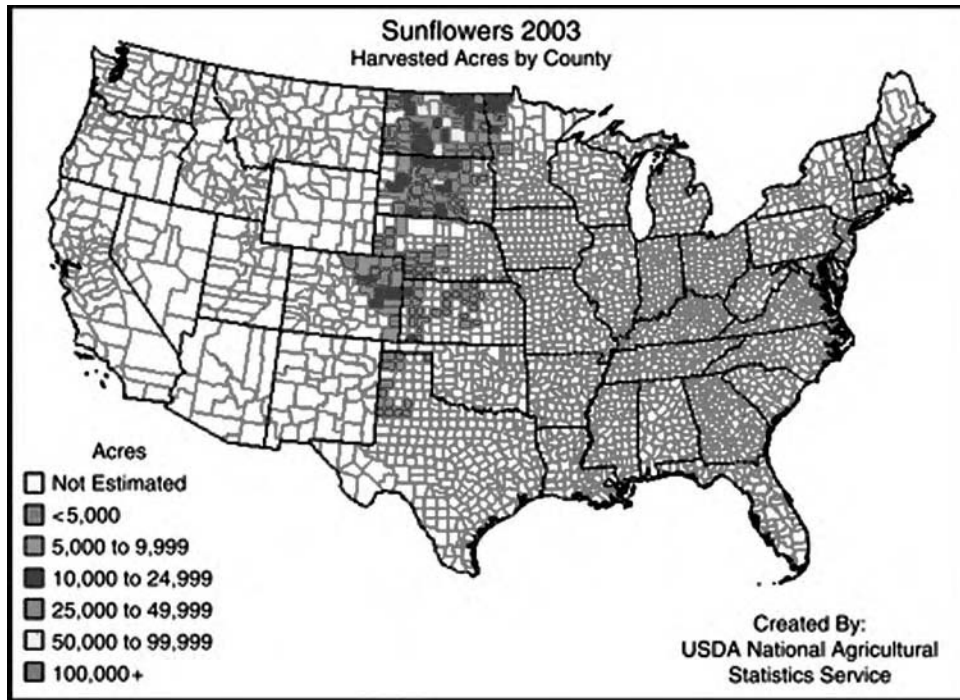 Sunflowers 2003
Harvested Acres by County
Acres
Not Estimated
<5,000
5,000 to 9,999
10,000 to 24,999
25,000 to 49,999
50,000 to 99,999
100,000+
Created By:
USDA National Agricultural
Statistics Service